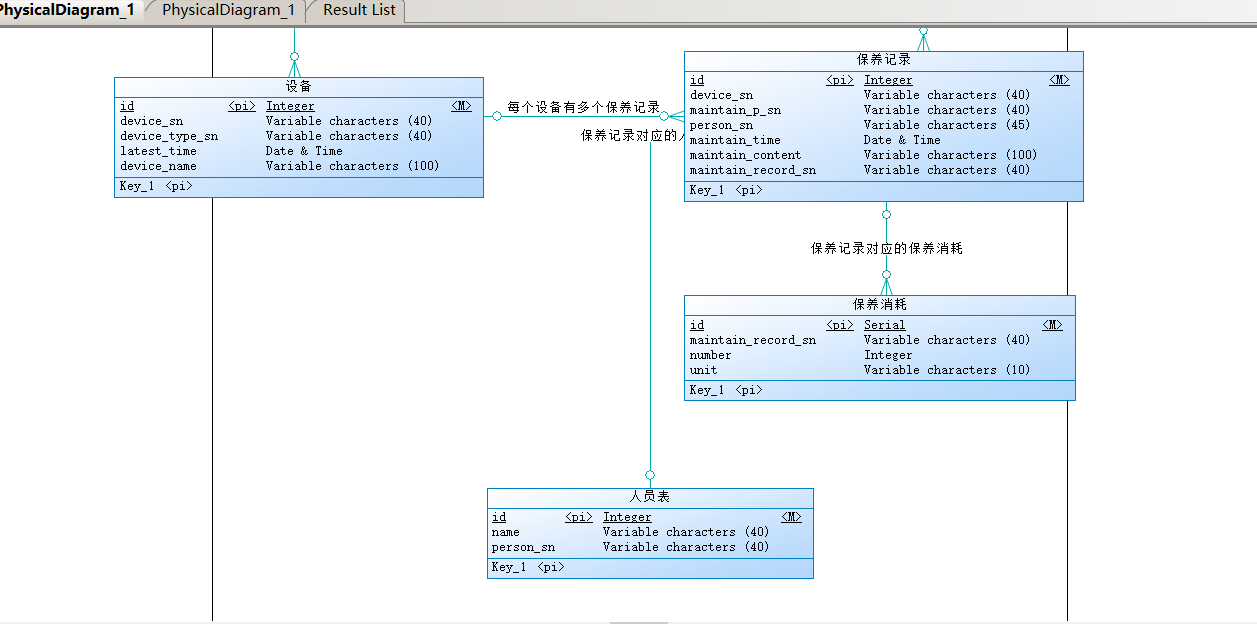 PhysicalDiagram_1 PhysicalDiagram_1 Result List
设备
id <pi> Integer <M>
device_sn Variable characters (40)
device_type_sn Variable characters (40)
latest_time Date & Time
device_name Variable characters (100)
Key_1 <pi>
每个设备有多个保养记录
保养记录对应的
保养记录
id <pi> Integer <M>
device_sn Variable characters (40)
maintain_p_sn Variable characters (40)
person_sn Variable characters (45)
maintain_time Date & Time
maintain_content Variable characters (100)
maintain_record_sn Variable characters (40)
Key_1 <pi>
保养记录对应的保养消耗
保养消耗
id <pi> Serial <M>
maintain_record_sn Variable characters (40)
number Integer
unit Variable characters (10)
Key_1 <pi>
人员表
id <pi> Integer <M>
name Variable characters (40)
person_sn Variable characters (40)
Key_1 <pi>